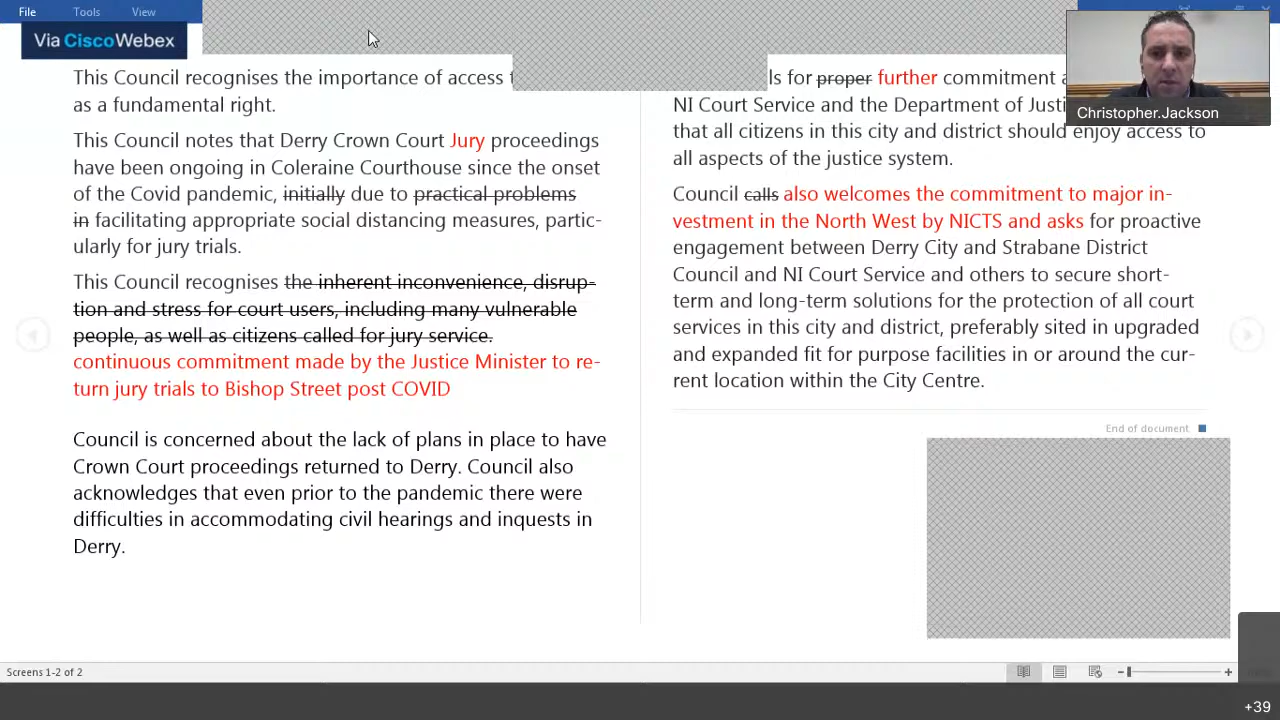 File Tools View
Via CiscoWebex
This Council recognises the importance of access
as a fundamental right.
This Council notes that Derry Crown Court Jury proceedings
have been ongoing in Coleraine Courthouse since the onset
of the Covid pandemic, initially due to practical problems
in facilitating appropriate social distancing measures, partic-
ularly for jury trials.
This Council recognises the inherent inconvenience, disrup-
tion and stress for court users, including many vulnerable
people, as well as citizens called for jury service.
continuous commitment made by the Justice Minister to re-
turn jury trials to Bishop Street post COVID
Council is concerned about the lack of plans in place to have
Crown Court proceedings returned to Derry. Council also
acknowledges that even prior to the pandemic there were
difficulties in accommodating civil hearings and inquests in
Derry.
ls for proper further commitment
NI Court Service and the Department of
that all citizens in this city and district should enjoy access to
all aspects of the justice system.
Council calls also welcomes the commitment to major in-
vestment in the North West by NICTS and asks for proactive
engagement between Derry City and Strabane District
Council and NI Court Service and others to secure short-
term and long-term solutions for the protection of all court
services in this city and district, preferably sited in upgraded
and expanded fit for purpose facilities in or around the cur-
rent location within the City Centre.
End of document
Christopher.Jackson
Screens 1-2 of 2
+39